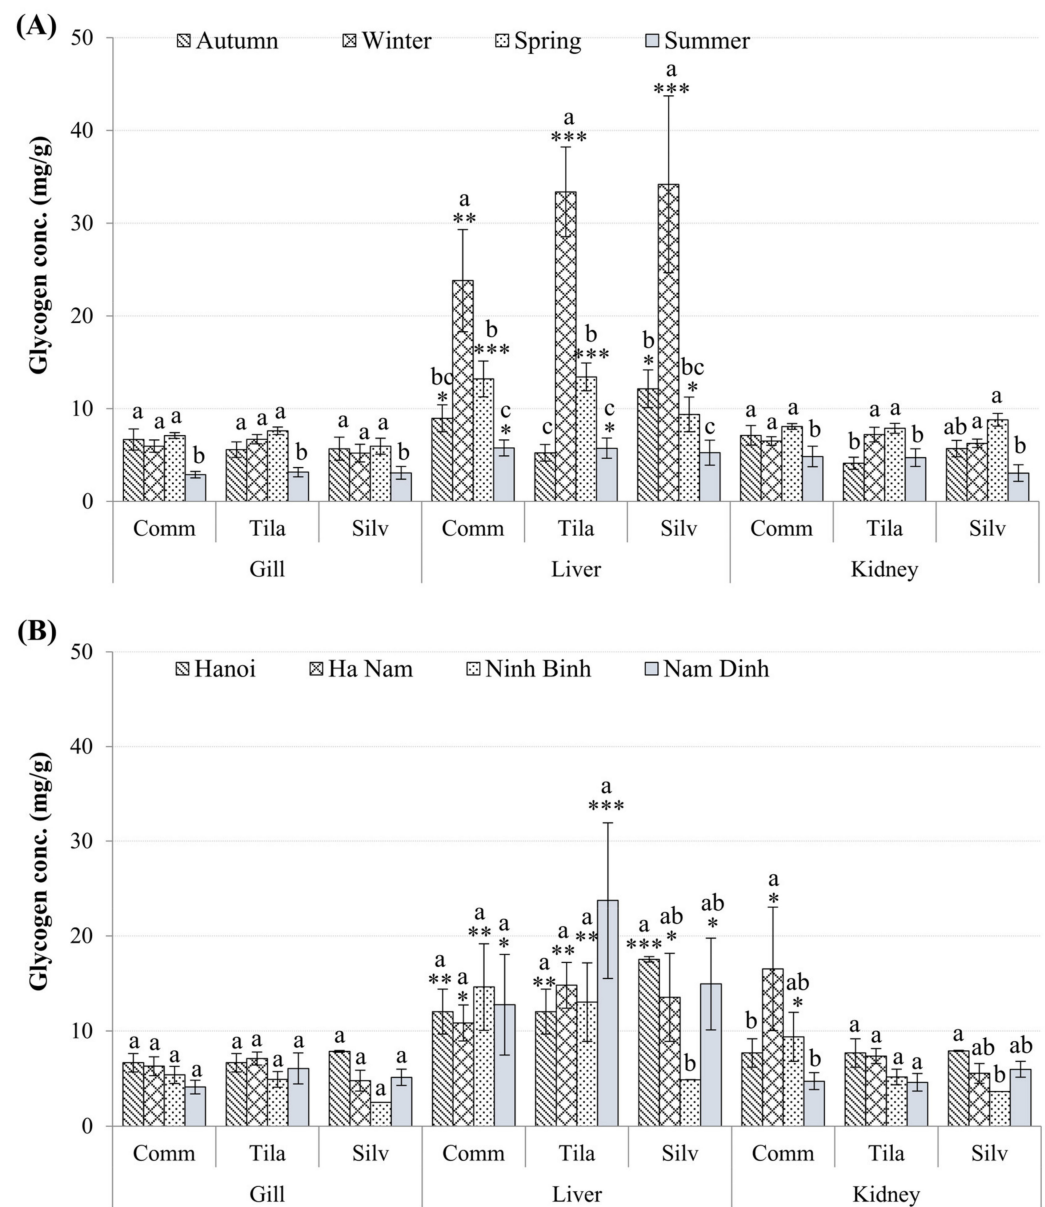 (A)
Glycogen conc. (mg/g)
50
40
30
20
10
0
Autumn Winter Spring Summer
a a a b
a a a b
a a a b
bc * a ** b *** c *
c a *** b *** c *
b * a *** bc * c
a a a b
b a a b
ab a a b
Comm Tila Silv Comm Tila Silv Comm Tila Silv
Gill Liver Kidney
(B)
Glycogen conc. (mg/g)
50
40
30
20
10
0
Hanoi Ha Nam Ninh Binh Nam Dinh
a a a a
a a a a
a a a a
a ** a * a ** a *
a ** a ** a ** a ***
a *** ab * b ab *
b a * ab * b
a a a a
a ab b ab
Comm Tila Silv Comm Tila Silv Comm Tila Silv
Gill Liver Kidney